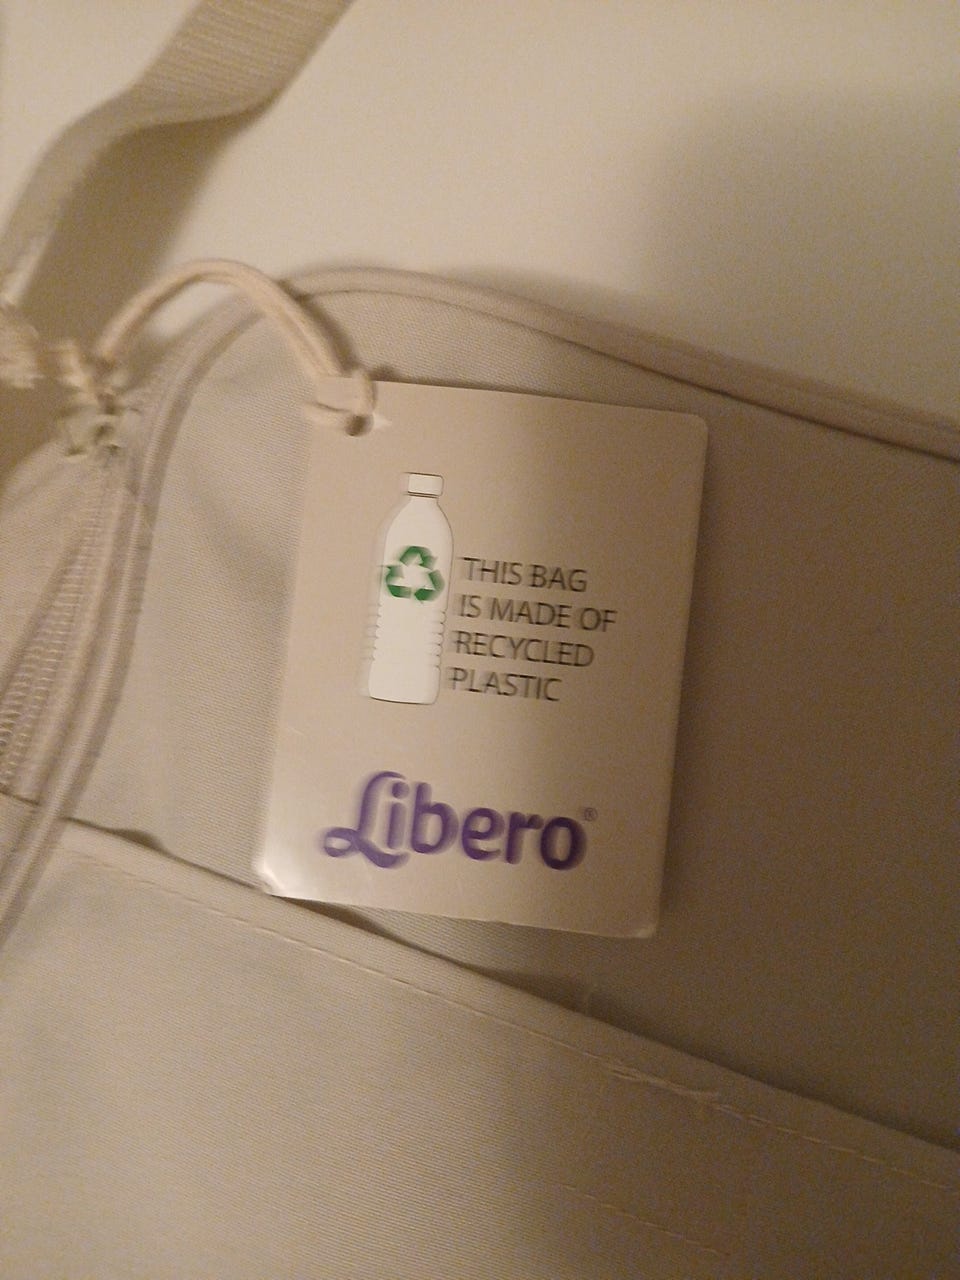 THIS BAG
IS MADE OF
RECYCLED
PLASTIC
Libero®